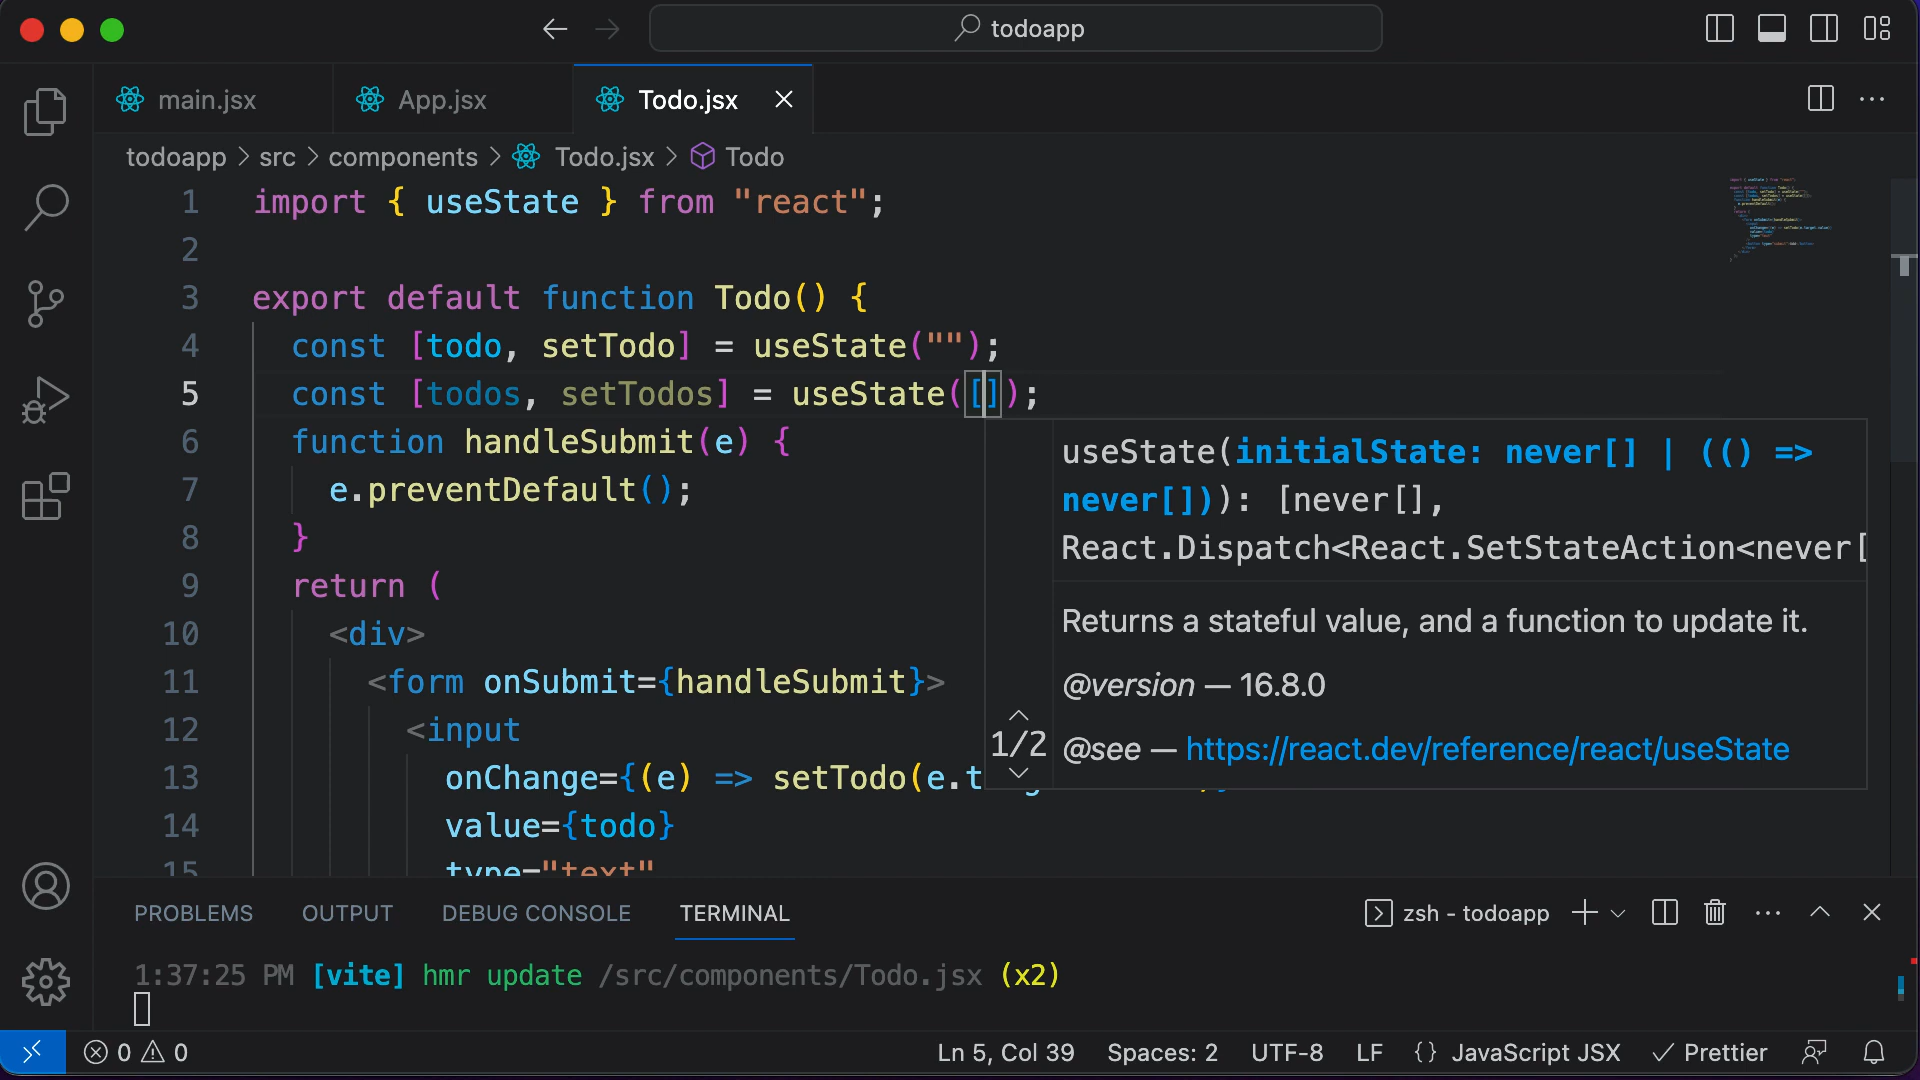 todoapp
main.jsx
App.jsx
Todo.jsx
todoapp > src > components > Todo.jsx > Todo
1 import { useState } from "react";
2
3 export default function Todo() {
4 const [todo, setTodo] = useState("");
5 const [todos, setTodos] = useState([]);
6 function handleSubmit(e) {
7 e.preventDefault();
8 }
9 return (
10 <div>
11 <form onSubmit={handleSubmit}>
12 <input
13 onChange={(e) => setTodo(e.t
14 value={todo}
15 type="text"
useState(initialState: never[] | (() =>
never[])): [never[],
React.Dispatch<React.SetStateAction<never[
Returns a stateful value, and a function to update it.
@version — 16.8.0
1/2
@see — https://react.dev/reference/react/useState
PROBLEMS OUTPUT DEBUG CONSOLE TERMINAL zsh - todoapp
1:37:25 PM [vite] hmr update /src/components/Todo.jsx (x2)
0 0 Ln 5, Col 39 Spaces: 2 UTF-8 LF {} JavaScript JSX Prettier